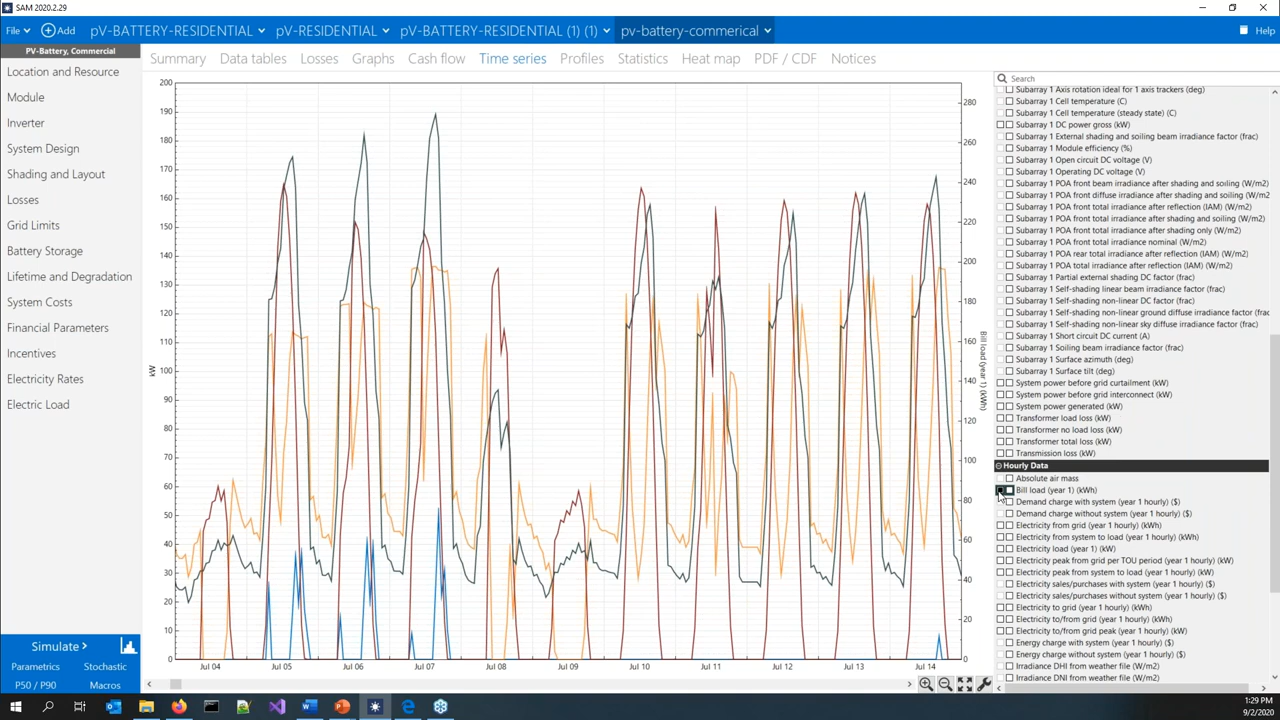 SAM 2020.2.29
File
Add
pV-BATTERY-RESIDENTIAL
pV-RESIDENTIAL
pV-BATTERY-RESIDENTIAL (1) (1)
pv-battery-commerical
Help
PV-Battery, Commercial
Location and Resource
Module
Inverter
System Design
Shading and Layout
Losses
Grid Limits
Battery Storage
Lifetime and Degradation
System Costs
Financial Parameters
Incentives
Electricity Rates
Electric Load
Simulate >
Parametrics Stochastic
P50 / P90 Macros
Summary Data tables Losses Graphs Cash flow Time series Profiles Statistics Heat map PDF / CDF Notices
200
190
180
170
160
150
140
130
120
110
100
90
80
70
60
50
40
30
20
10
0
kW
280
260
240
220
200
180
160
140
120
100
80
60
40
20
0
Bill load (year 1) (kWh)
Jul 04 Jul 05 Jul 06 Jul 07 Jul 08 Jul 09 Jul 10 Jul 11 Jul 12 Jul 13 Jul 14
Search
Subarray 1 Axis rotation ideal for 1 axis trackers (deg)
Subarray 1 Cell temperature (C)
Subarray 1 Cell temperature (steady state) (C)
Subarray 1 DC power gross (kW)
Subarray 1 External shading and soiling beam irradiance factor (frac)
Subarray 1 Module efficiency (%)
Subarray 1 Open circuit DC voltage (V)
Subarray 1 Operating DC voltage (V)
Subarray 1 POA front beam irradiance after shading and soiling (W/m2)
Subarray 1 POA front diffuse irradiance after shading and soiling (W/m2)
Subarray 1 POA front total irradiance after reflection (IAM) (W/m2)
Subarray 1 POA front total irradiance after shading and soiling (W/m2)
Subarray 1 POA front total irradiance after shading only (W/m2)
Subarray 1 POA front total irradiance nominal (W/m2)
Subarray 1 POA rear total irradiance after reflection (IAM) (W/m2)
Subarray 1 POA total irradiance after reflection (IAM) (W/m2)
Subarray 1 Partial external shading DC factor (frac)
Subarray 1 Self-shading linear beam irradiance factor (frac)
Subarray 1 Self-shading non-linear DC factor (frac)
Subarray 1 Self-shading non-linear ground diffuse irradiance factor (frac
Subarray 1 Self-shading non-linear sky diffuse irradiance factor (frac)
Subarray 1 Short circuit DC current (A)
Subarray 1 Soiling beam irradiance factor (frac)
Subarray 1 Surface azimuth (deg)
Subarray 1 Surface tilt (deg)
System power before grid curtailment (kW)
System power before grid interconnect (kW)
System power generated (kW)
Transformer load loss (kW)
Transformer no load loss (kW)
Transformer total loss (kW)
Transmission loss (kW)
Hourly Data
Absolute air mass
Bill load (year 1) (kWh)
Demand charge with system (year 1 hourly) ($)
Demand charge without system (year 1 hourly) ($)
Electricity from grid (year 1 hourly) (kWh)
Electricity from system to load (year 1 hourly) (kWh)
Electricity load (year 1) (kW)
Electricity peak from grid per TOU period (year 1 hourly) (kW)
Electricity peak from system to load (year 1 hourly) (kW)
Electricity sales/purchases with system (year 1 hourly) ($)
Electricity sales/purchases without system (year 1 hourly) ($)
Electricity to grid (year 1 hourly) (kWh)
Electricity to/from grid (year 1 hourly) (kWh)
Electricity to/from grid peak (year 1 hourly) (kW)
Energy charge with system (year 1 hourly) ($)
Energy charge without system (year 1 hourly) ($)
Irradiance DHI from weather file (W/m2)
Irradiance DNI from weather file (W/m2)
1:29 PM
9/2/2020